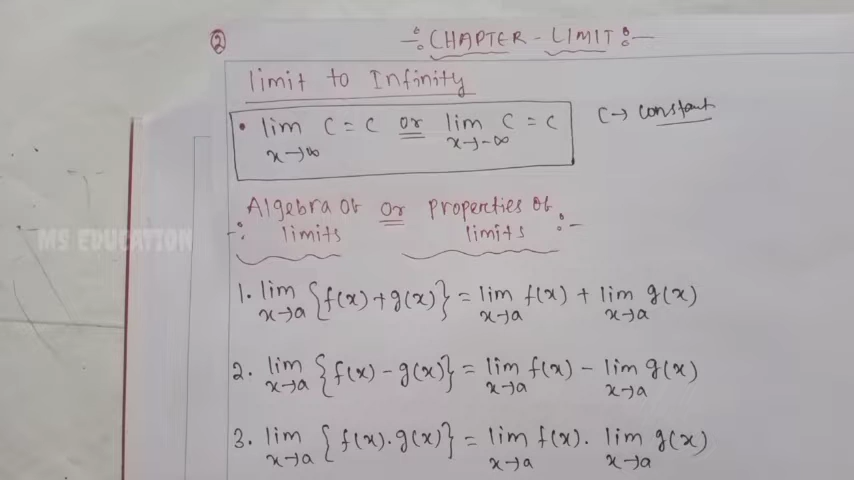 ② -: CHAPTER - LIMIT :-
limit to Infinity
• lim C = C or lim C = C C → constant
x→∞ x→-∞
Algebra of or properties of
-: limits limits :-
MS EDUCATION
1. lim {f(x) + g(x)} = lim f(x) + lim g(x)
x→a x→a x→a
2. lim {f(x) - g(x)} = lim f(x) - lim g(x)
x→a x→a x→a
3. lim {f(x) . g(x)} = lim f(x) . lim g(x)
x→a x→a x→a